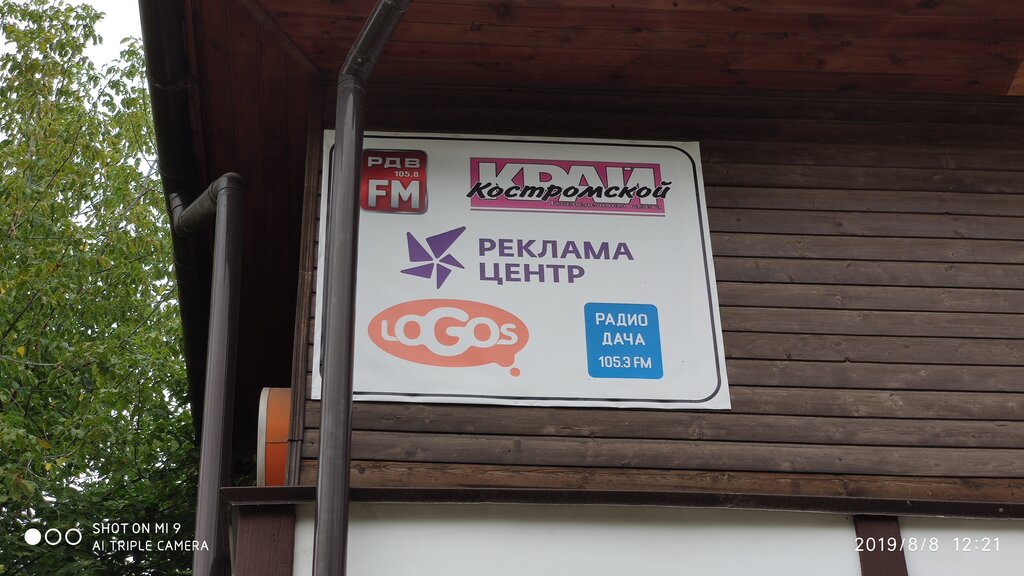 РДВ
105.8
FM
КРАЙ
Костромской
РЕКЛАМА
ЦЕНТР
LOGOS
РАДИО
ДАЧА
105.3 FM
SHOT ON MI 9
AI TRIPLE CAMERA
2019/8/8 12:21